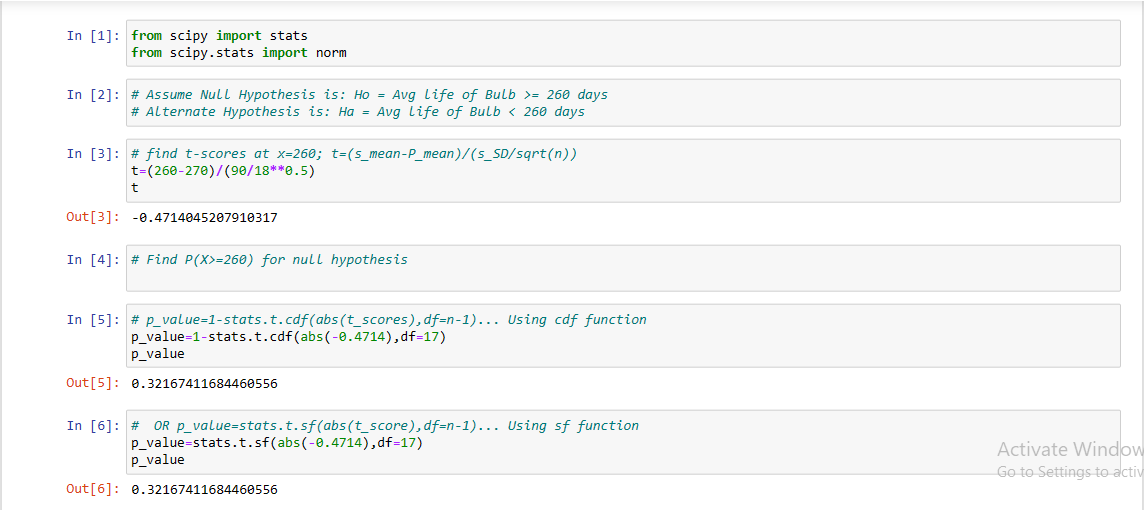 In [1]: from scipy import stats
from scipy.stats import norm
In [2]: # Assume Null Hypothesis is: Ho = Avg life of Bulb >= 260 days
# Alternate Hypothesis is: Ha = Avg life of Bulb < 260 days
In [3]: # find t-scores at x=260; t=(s_mean-P_mean)/(s_SD/sqrt(n))
t=(260-270)/(90/18**0.5)
t
Out[3]: -0.4714045207910317
In [4]: # Find P(X>=260) for null hypothesis
In [5]: # p_value=1-stats.t.cdf(abs(t_scores),df=n-1)... Using cdf function
p_value=1-stats.t.cdf(abs(-0.4714),df=17)
p_value
Out[5]: 0.32167411684460556
In [6]: #  OR p_value=stats.t.sf(abs(t_score),df=n-1)... Using sf function
p_value=stats.t.sf(abs(-0.4714),df=17)
p_value
Out[6]: 0.32167411684460556
Activate Window
Go to Settings to activ